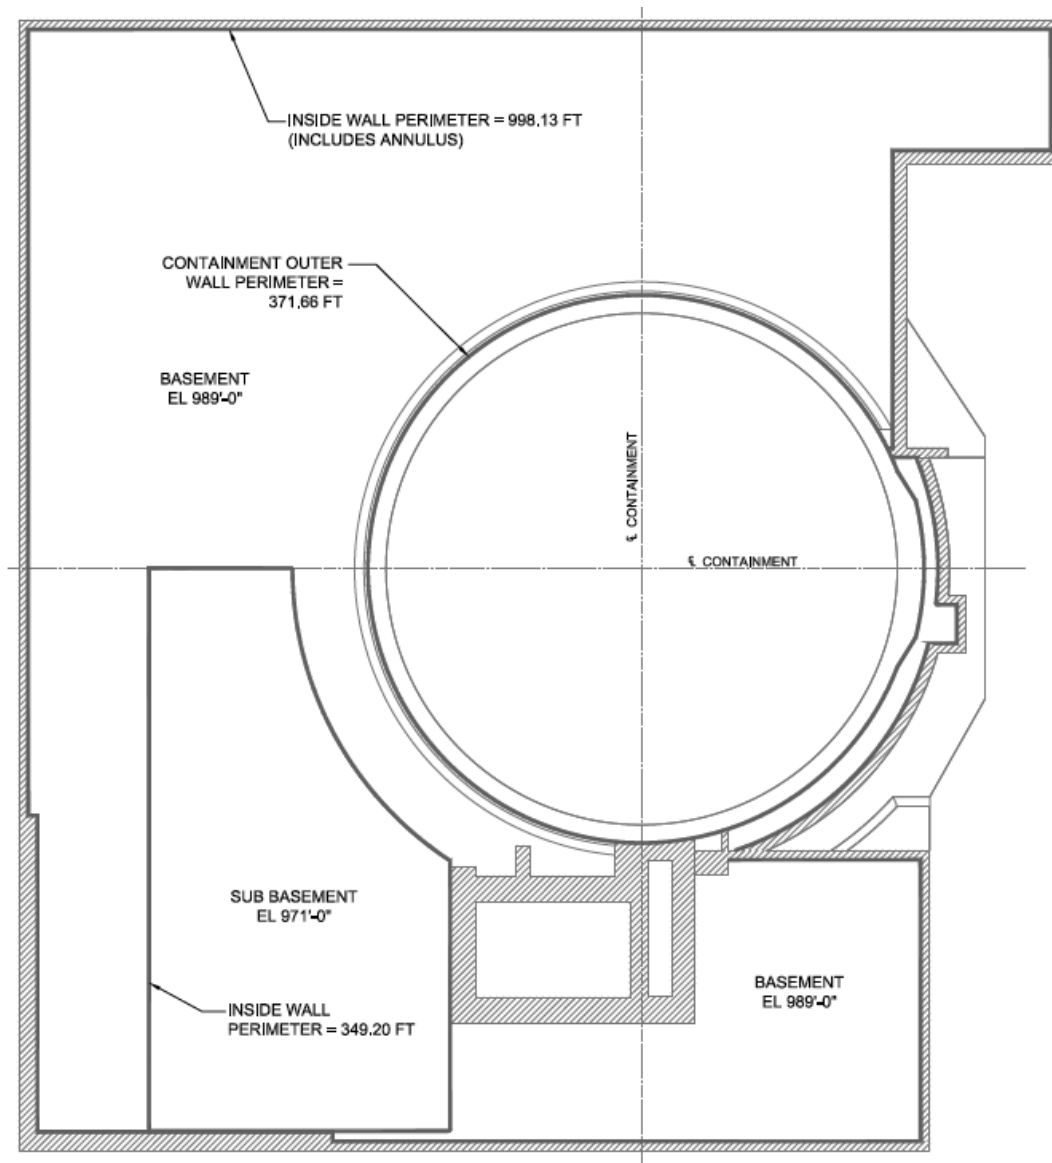 INSIDE WALL PERIMETER = 998.13 FT
(INCLUDES ANNULUS)
CONTAINMENT OUTER
WALL PERIMETER =
371.66 FT
BASEMENT
EL 989'-0"
℄ CONTAINMENT
℄ CONTAINMENT
SUB BASEMENT
EL 971'-0"
INSIDE WALL
PERIMETER = 349.20 FT
BASEMENT
EL 989'-0"